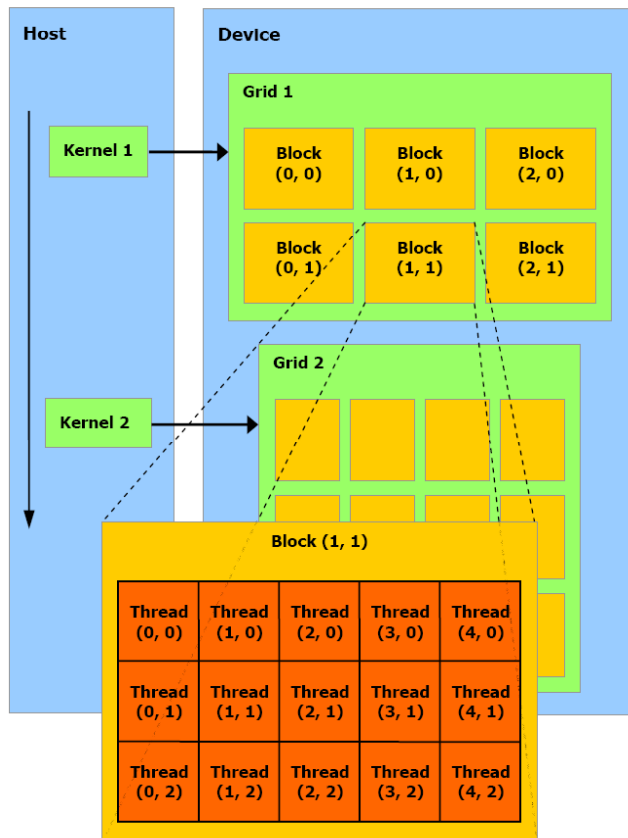 Host
Device
Grid 1
Kernel 1
Block Block Block
(0, 0) (1, 0) (2, 0)
Block Block Block
(0, 1) (1, 1) (2, 1)
Grid 2
Kernel 2
Block (1, 1)
Thread Thread Thread Thread Thread
(0, 0) (1, 0) (2, 0) (3, 0) (4, 0)
Thread Thread Thread Thread Thread
(0, 1) (1, 1) (2, 1) (3, 1) (4, 1)
Thread Thread Thread Thread Thread
(0, 2) (1, 2) (2, 2) (3, 2) (4, 2)